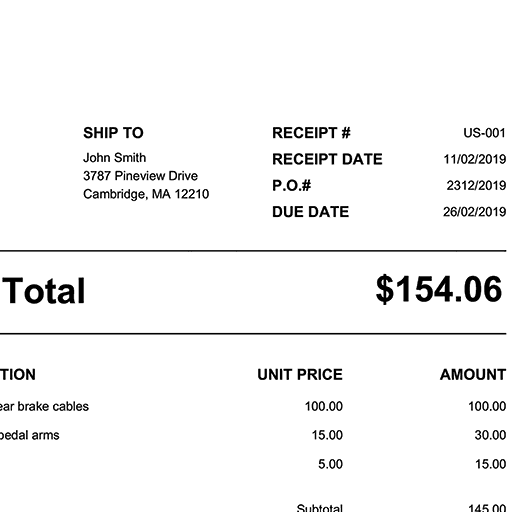 SHIP TO
John Smith
3787 Pineview Drive
Cambridge, MA 12210
RECEIPT # US-001
RECEIPT DATE 11/02/2019
P.O.# 2312/2019
DUE DATE 26/02/2019
Total $154.06
TION UNIT PRICE AMOUNT
ear brake cables 100.00 100.00
pedal arms 15.00 30.00
5.00 15.00
Subtotal 145.00